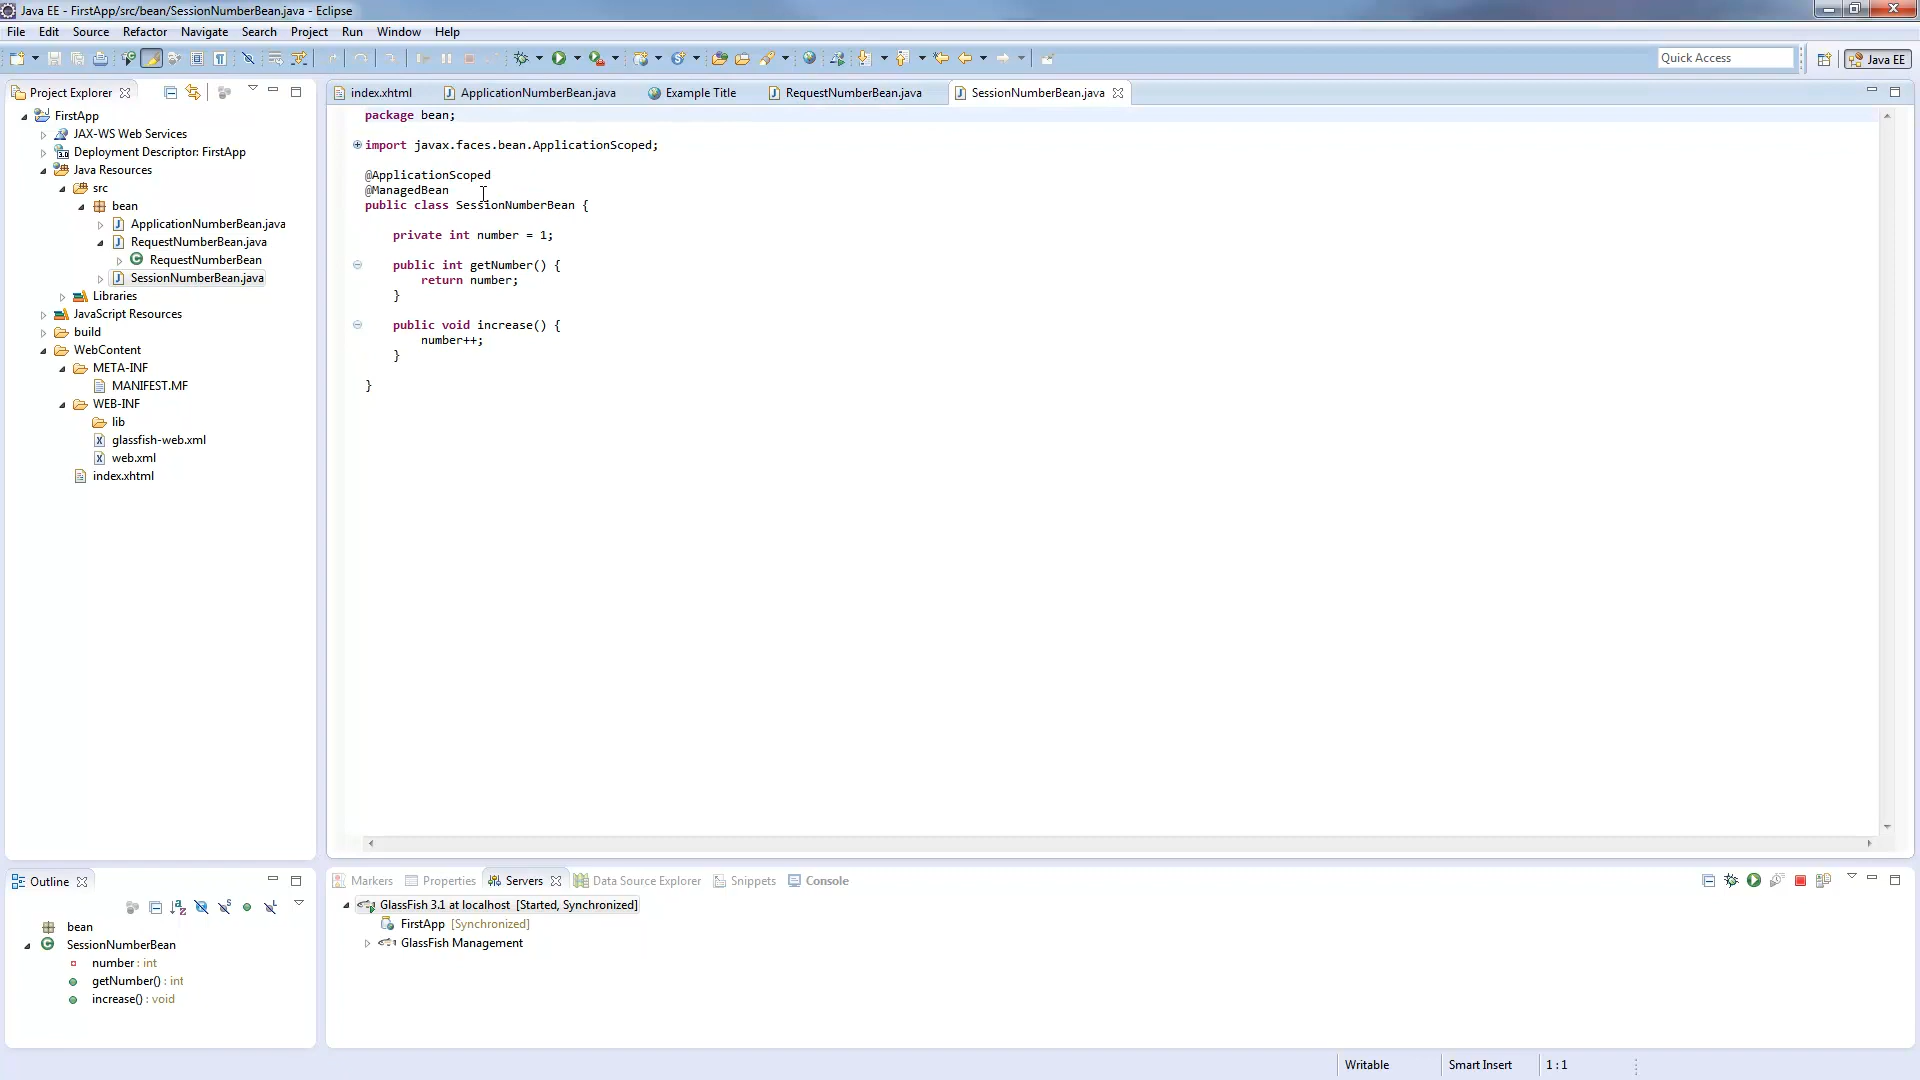 Java EE - FirstApp/src/bean/SessionNumberBean.java - Eclipse
File Edit Source Refactor Navigate Search Project Run Window Help
Quick Access
Java EE
Project Explorer
FirstApp
JAX-WS Web Services
Deployment Descriptor: FirstApp
Java Resources
src
bean
ApplicationNumberBean.java
RequestNumberBean.java
RequestNumberBean
SessionNumberBean.java
Libraries
JavaScript Resources
build
WebContent
META-INF
MANIFEST.MF
WEB-INF
lib
glassfish-web.xml
web.xml
index.xhtml
index.xhtml ApplicationNumberBean.java Example Title RequestNumberBean.java SessionNumberBean.java
package bean;
import javax.faces.bean.ApplicationScoped;
@ApplicationScoped
@ManagedBean
public class SessionNumberBean {
private int number = 1;
public int getNumber() {
return number;
}
public void increase() {
number++;
}
}
Outline
bean
SessionNumberBean
number : int
getNumber() : int
increase() : void
Markers Properties Servers Data Source Explorer Snippets Console
GlassFish 3.1 at localhost [Started, Synchronized]
FirstApp [Synchronized]
GlassFish Management
Writable Smart Insert 1 : 1